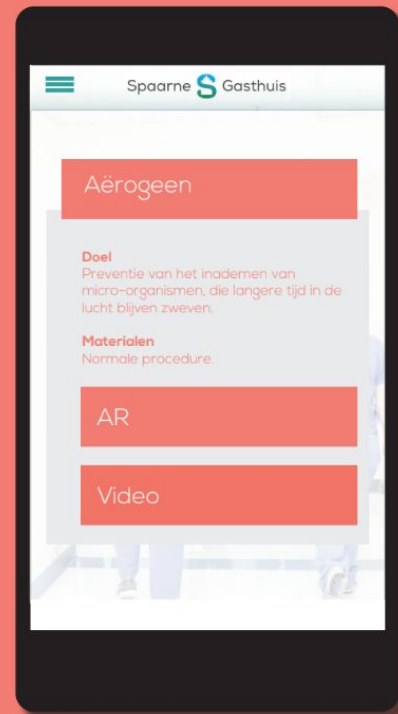 Spaarne Gasthuis
Aërogeen
Doel
Preventie van het inademen van
micro-organismen, die langere tijd in de
lucht blijven zweven.
Materialen
Normale procedure.
AR
Video